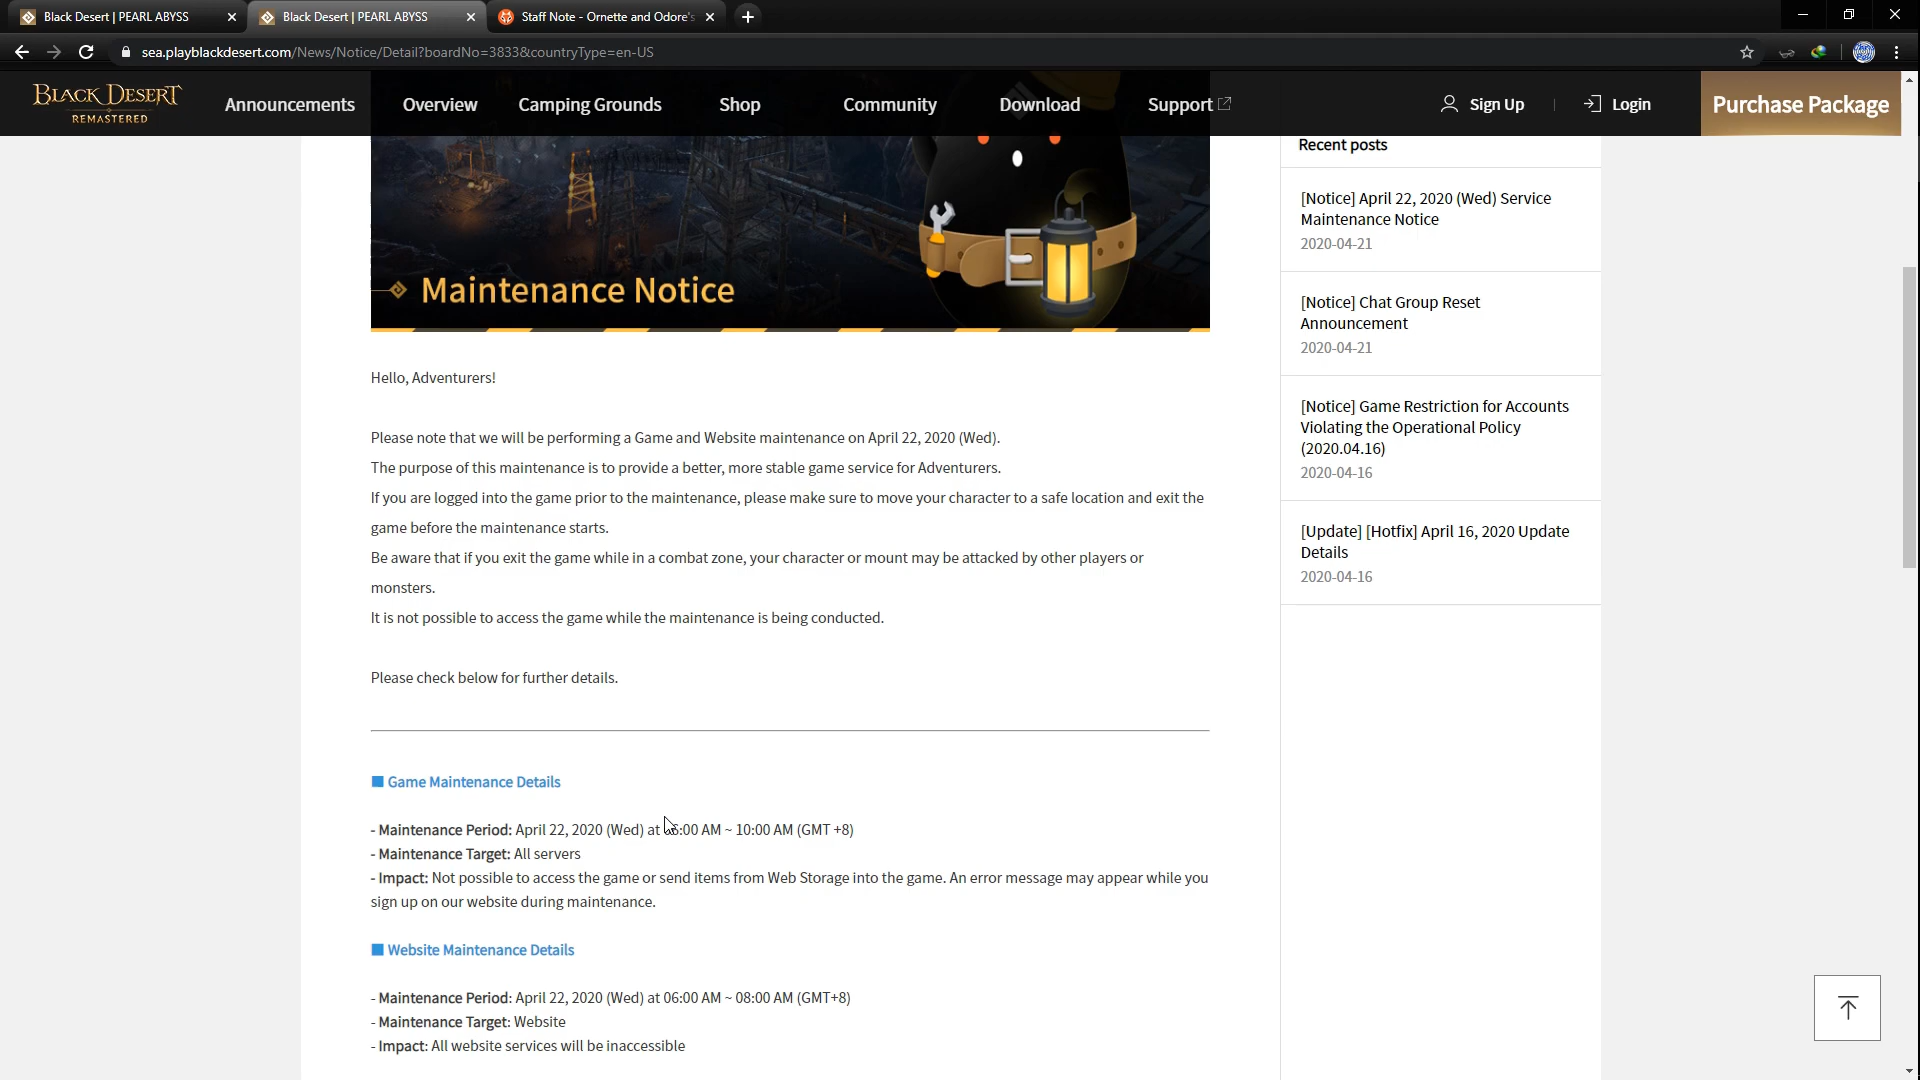 Black Desert | PEARL ABYSS
Black Desert | PEARL ABYSS
Staff Note - Ornette and Odore's
sea.playblackdesert.com/News/Notice/Detail?boardNo=3833&countryType=en-US
BLACK DESERT
REMASTERED
Announcements
Overview
Camping Grounds
Shop
Community
Download
Support
Sign Up
Login
Purchase Package
Maintenance Notice
Hello, Adventurers!
Please note that we will be performing a Game and Website maintenance on April 22, 2020 (Wed).
The purpose of this maintenance is to provide a better, more stable game service for Adventurers.
If you are logged into the game prior to the maintenance, please make sure to move your character to a safe location and exit the
game before the maintenance starts.
Be aware that if you exit the game while in a combat zone, your character or mount may be attacked by other players or
monsters.
It is not possible to access the game while the maintenance is being conducted.
Please check below for further details.
■ Game Maintenance Details
- Maintenance Period: April 22, 2020 (Wed) at AM ~ 10:00 AM (GMT +8)
- Maintenance Target: All servers
- Impact: Not possible to access the game or send items from Web Storage into the game. An error message may appear while you
sign up on our website during maintenance.
■ Website Maintenance Details
- Maintenance Period: April 22, 2020 (Wed) at 06:00 AM ~ 08:00 AM (GMT+8)
- Maintenance Target: Website
- Impact: All website services will be inaccessible
Recent posts
[Notice] April 22, 2020 (Wed) Service
Maintenance Notice
2020-04-21
[Notice] Chat Group Reset
Announcement
2020-04-21
[Notice] Game Restriction for Accounts
Violating the Operational Policy
(2020.04.16)
2020-04-16
[Update] [Hotfix] April 16, 2020 Update
Details
2020-04-16